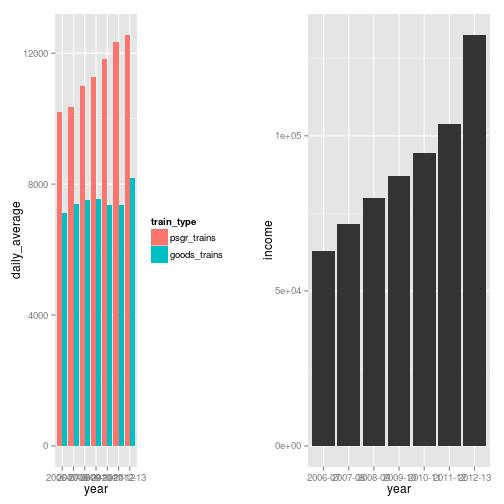 12000
8000
4000
0
daily_average
year
train_type
psgr_trains
goods_trains
1e+05
5e+04
0e+00
income
2006-07
2007-08
2008-09
2009-10
2010-11
2011-12
2012-13
year